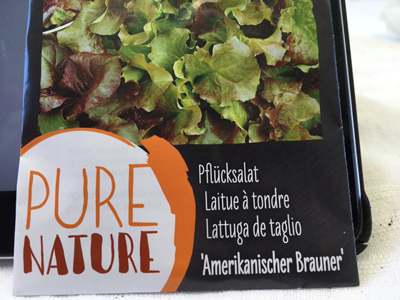 PURE
NATURE
Pflücksalat
Laitue à tondre
Lattuga de taglio
'Amerikanischer Brauner'